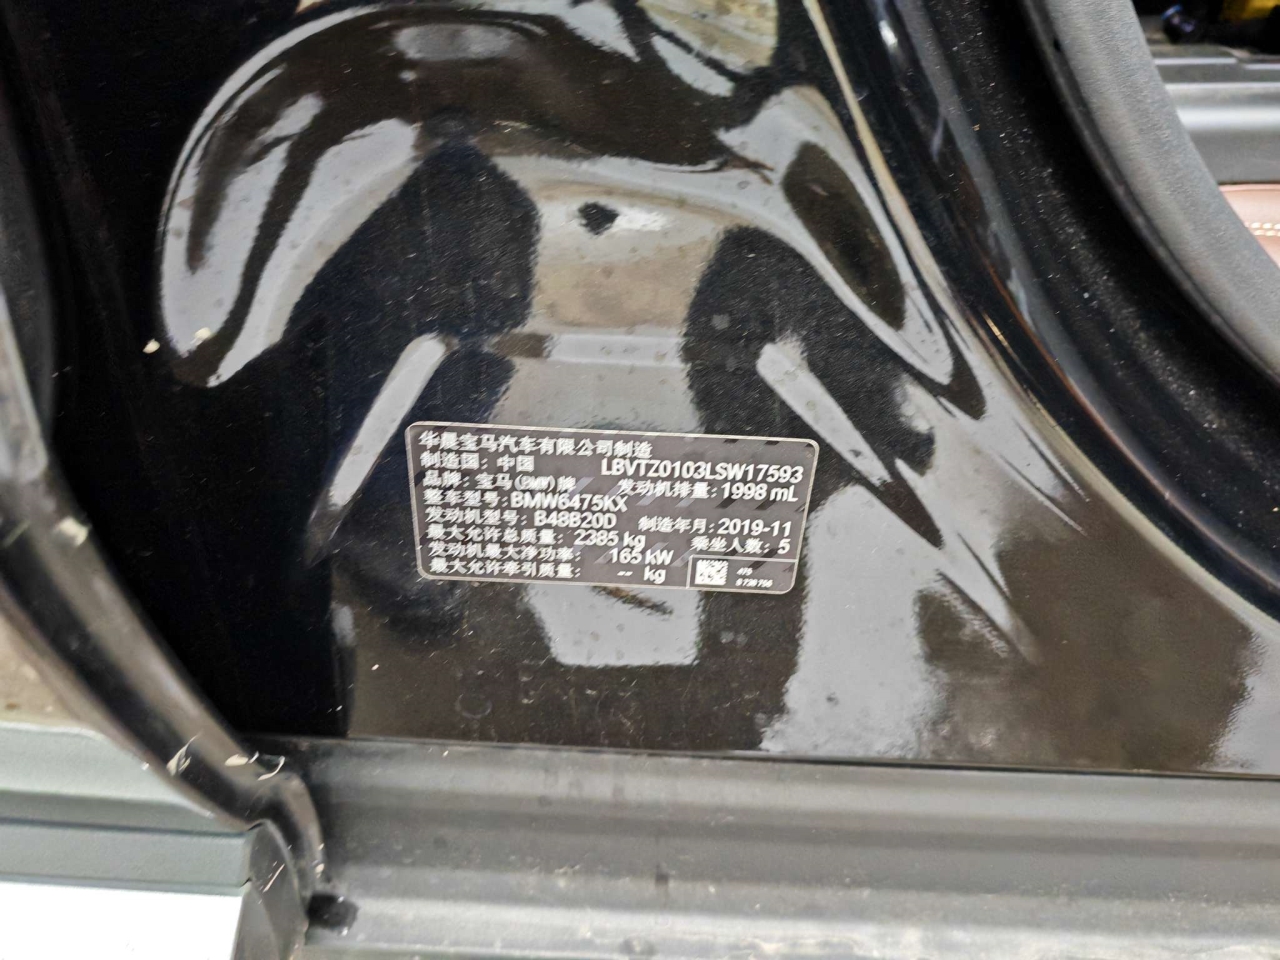 华晨宝马汽车有限公司制造
制造国：中国 LBVTZ0103LSW17593
品牌：宝马(BMW)牌 发动机排量：1998 mL
整车型号：BMW6475KX
发动机型号：B48B20D 制造年月：2019-11
最大允许总质量：2385 kg 乘坐人数：5
发动机最大净功率：165 kW
最大允许牵引质量：-- kg